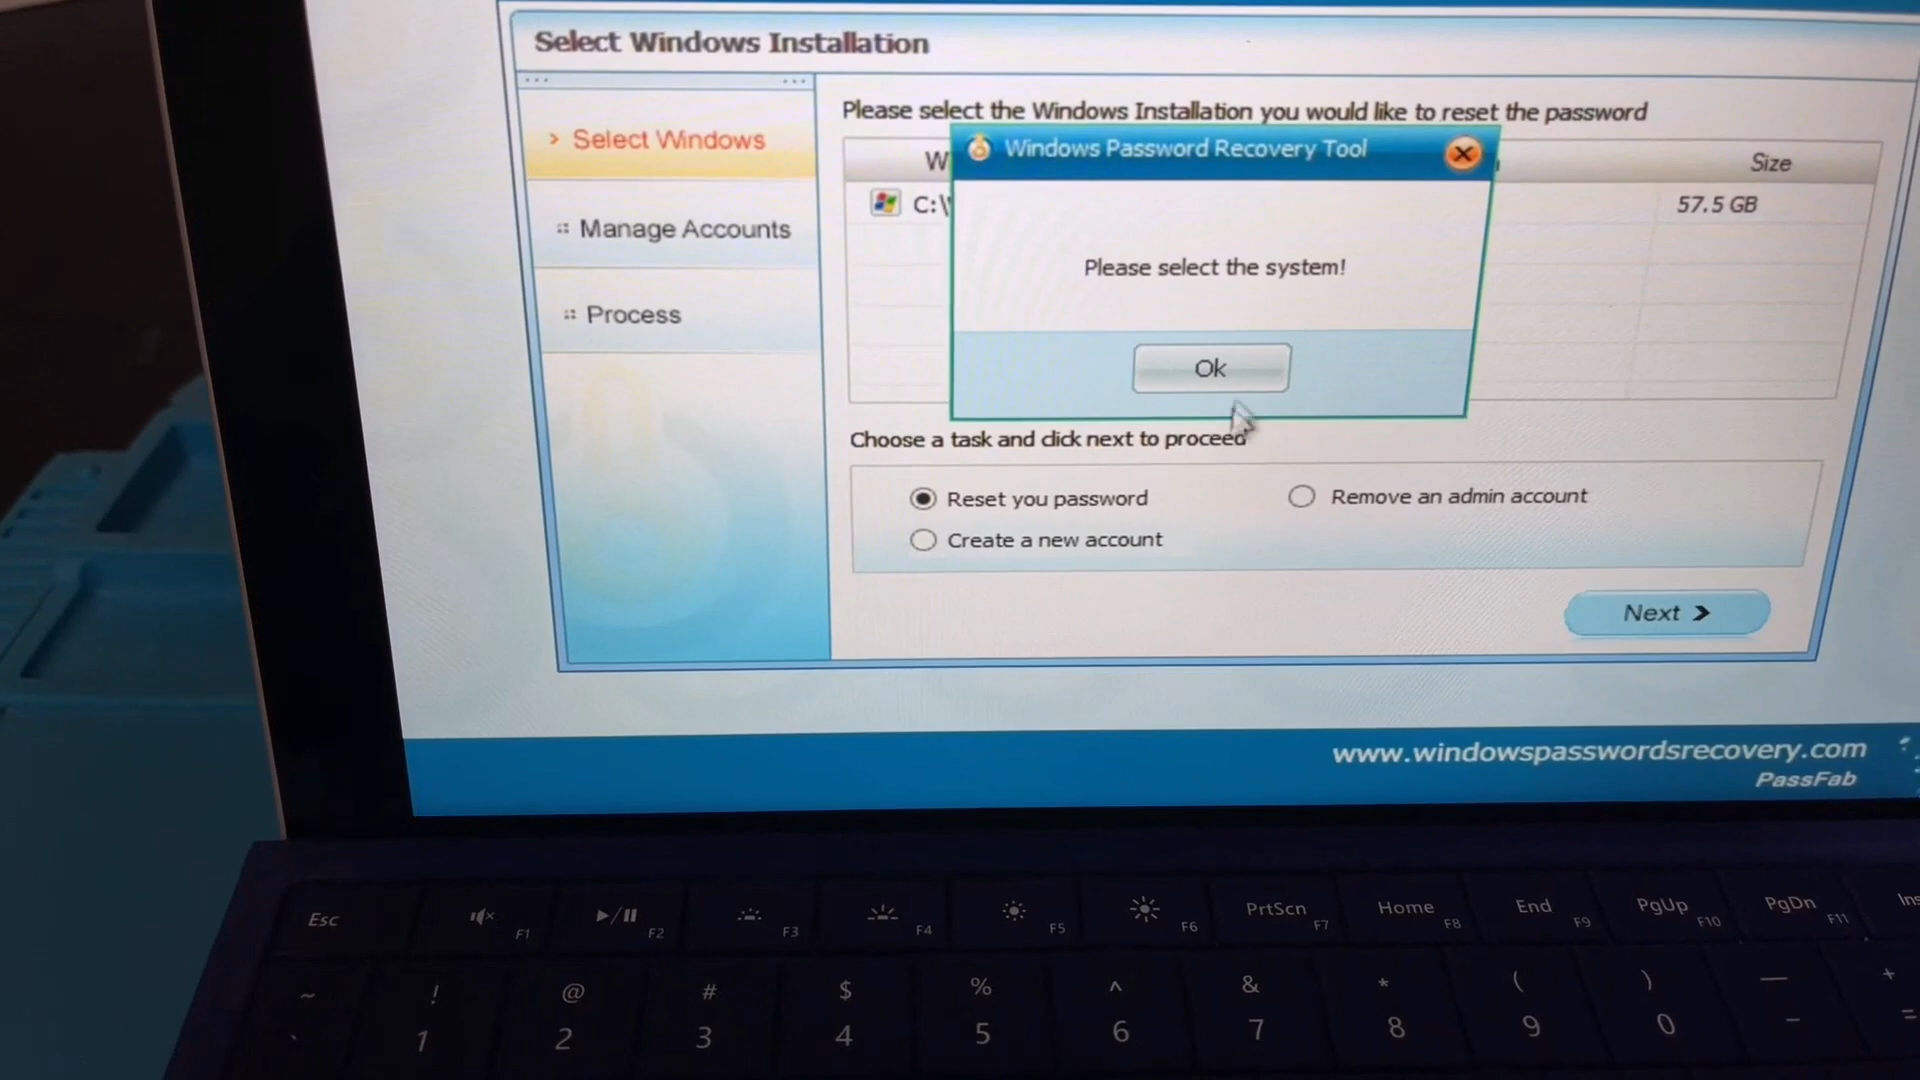 Select Windows Installation
> Select Windows
Manage Accounts
Process
Please select the Windows Installation you would like to reset the password
W
Size
C:\
57.5 GB
Windows Password Recovery Tool
Please select the system!
Ok
Choose a task and click next to proceed
Reset you password
Remove an admin account
Create a new account
Next >
www.windowspasswordsrecovery.com
PassFab
Esc
F1
F2
F3
F4
F5
F6
PrtScn F7
Home F8
End F9
PgUp F10
PgDn F11
Ins
~ ! @ # $ % ^ & * ( ) — +
` 1 2 3 4 5 6 7 8 9 0 - =